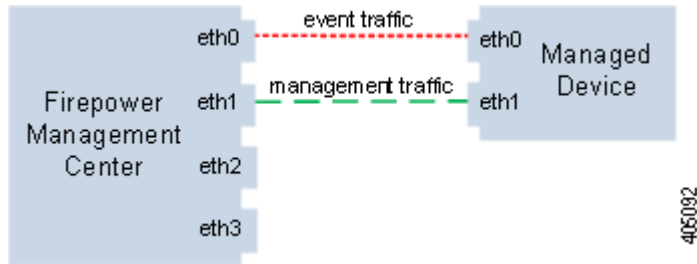 event traffic
eth0
eth0
Managed
Device
management traffic
eth1
eth1
Firepower
Management
Center
eth2
eth3
405092